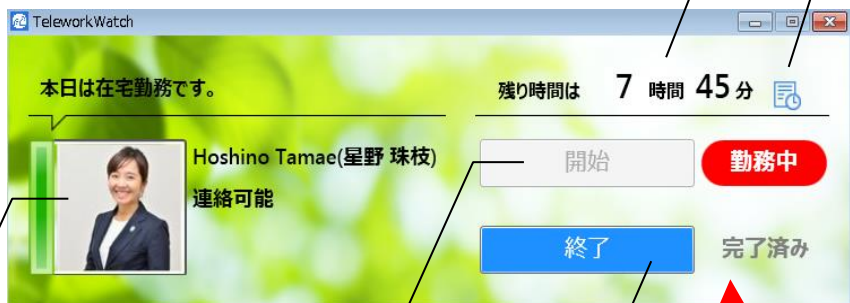 TeleworkWatch
本日は在宅勤務です。
残り時間は 7 時間 45 分
Hoshino Tamae(星野 珠枝)
連絡可能
開始 勤務中
終了 完了済み